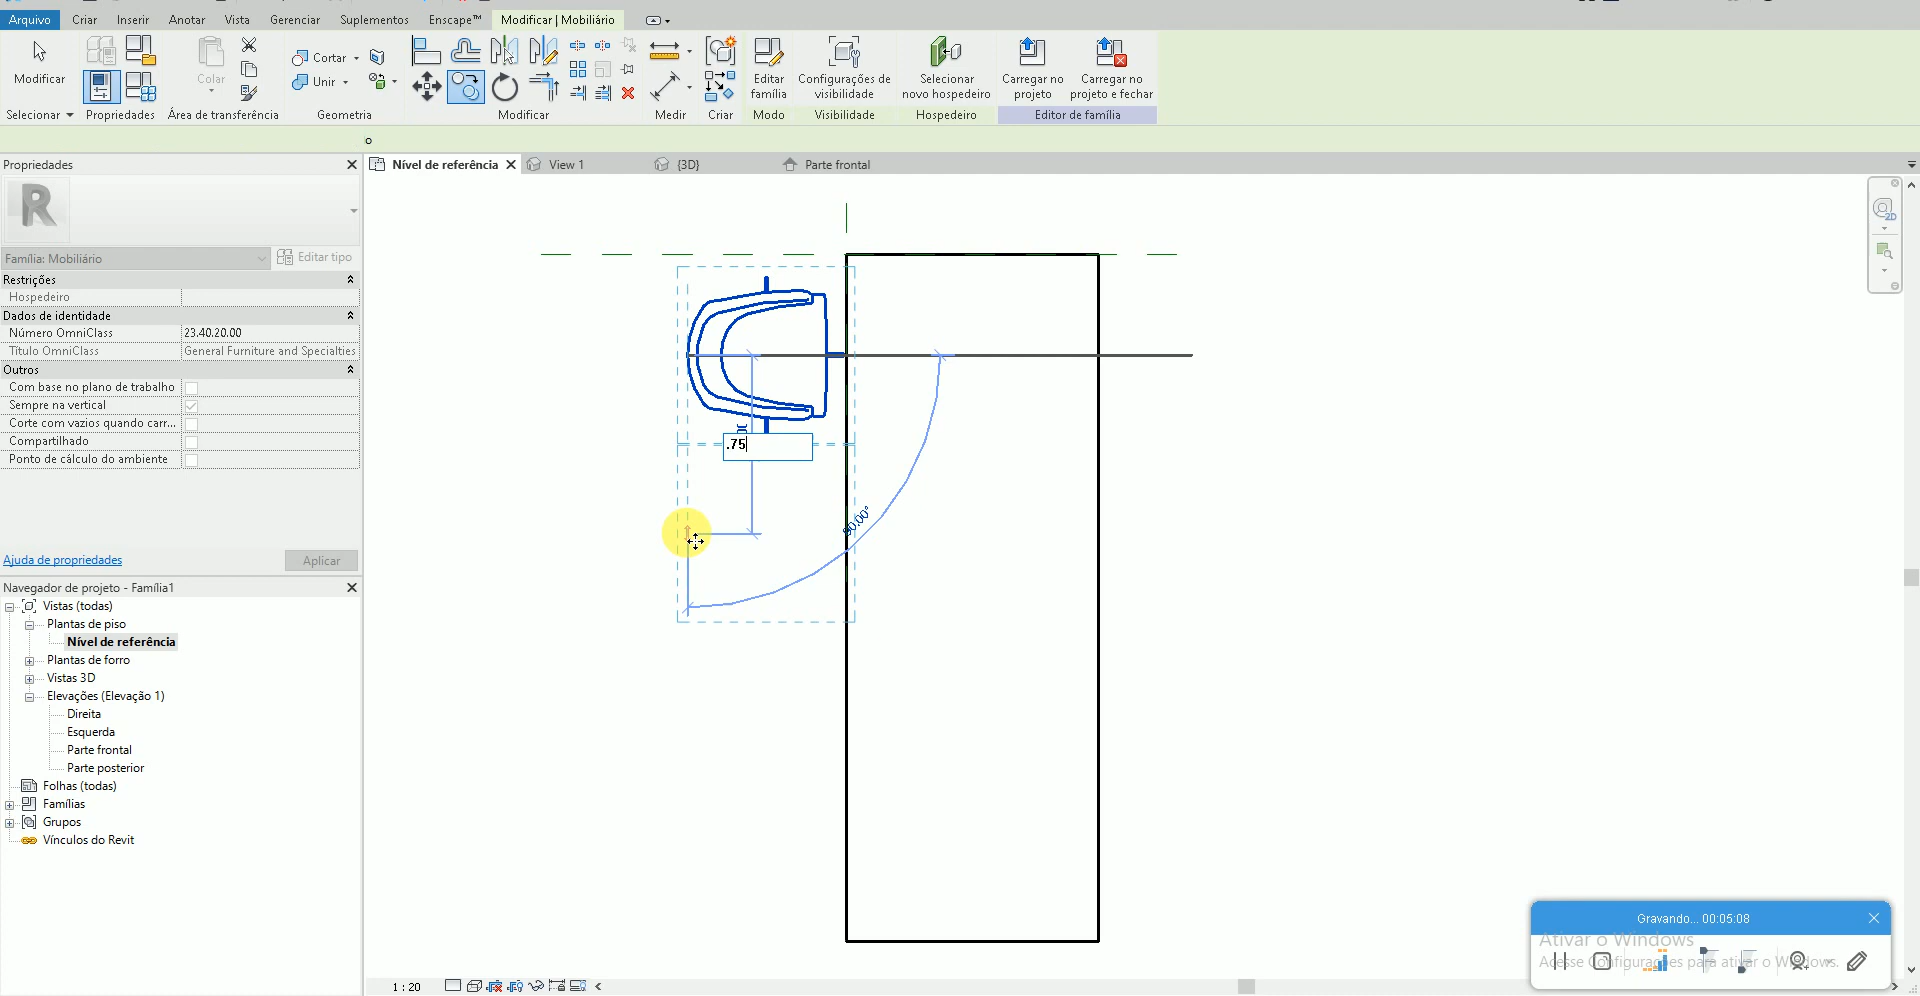 Arquivo Criar Inserir Anotar Vista Gerenciar Suplementos Enscape™ Modificar | Mobiliário
Modificar
Selecionar
Propriedades
Colar
Área de transferência
Cortar
Unir
Geometria
Modificar
Medir
Criar
Editar família
Modo
Configurações de visibilidade
Visibilidade
Selecionar novo hospedeiro
Hospedeiro
Carregar no projeto
Carregar no projeto e fechar
Editor de família
Propriedades
Nível de referência
View 1
{3D}
Parte frontal
R
Família: Mobiliário
Editar tipo
Restrições
Hospedeiro
Dados de identidade
Número OmniClass 23.40.20.00
Título OmniClass General Furniture and Specialties
Outros
Com base no plano de trabalho
Sempre na vertical
Corte com vazios quando carr...
Compartilhado
Ponto de cálculo do ambiente
Ajuda de propriedades
Aplicar
Navegador de projeto - Família1
Vistas (todas)
Plantas de piso
Nível de referência
Plantas de forro
Vistas 3D
Elevações (Elevação 1)
Direita
Esquerda
Parte frontal
Parte posterior
Folhas (todas)
Famílias
Grupos
Vínculos do Revit
.75
90.00°
2D
1 : 20
Gravando... 00:05:08
Ativar o Windows
Acesse Configurações para ativar o Windows.